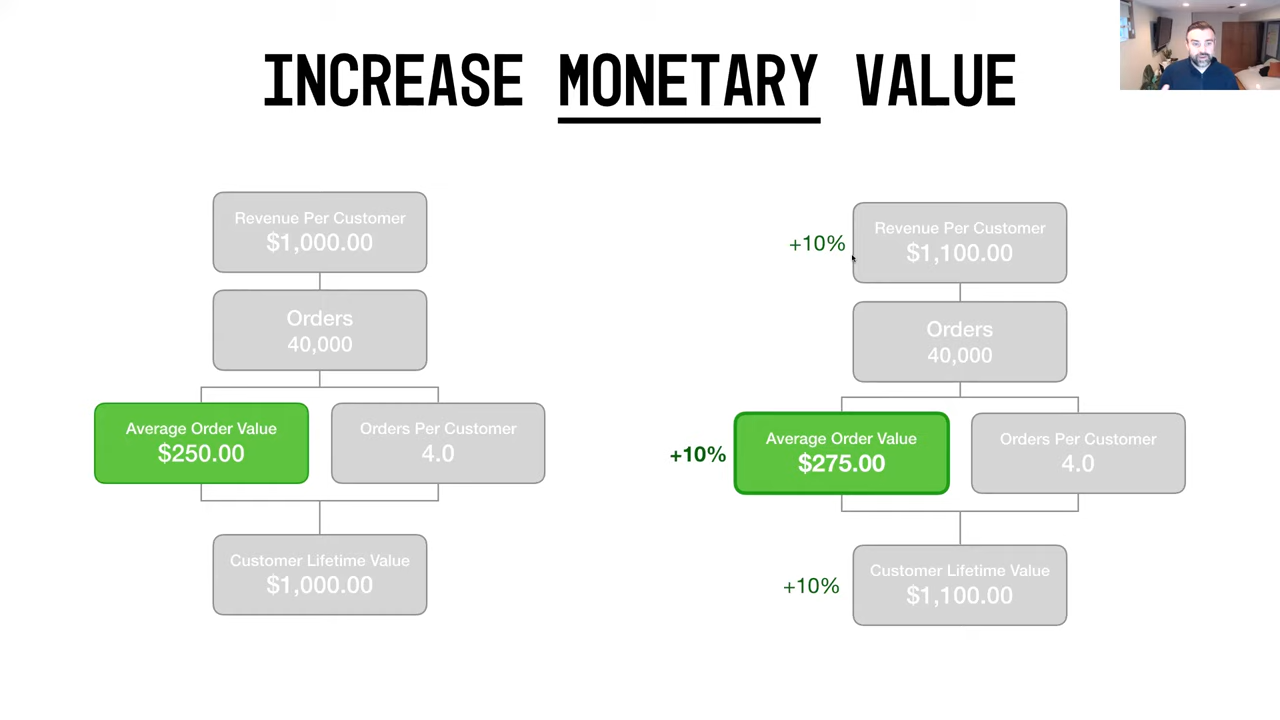 INCREASE MONETARY VALUE
Revenue Per Customer
$1,000.00
Orders
40,000
Average Order Value
$250.00
Orders Per Customer
4.0
Customer Lifetime Value
$1,000.00
+10%
Revenue Per Customer
$1,100.00
Orders
40,000
+10%
Average Order Value
$275.00
Orders Per Customer
4.0
+10%
Customer Lifetime Value
$1,100.00